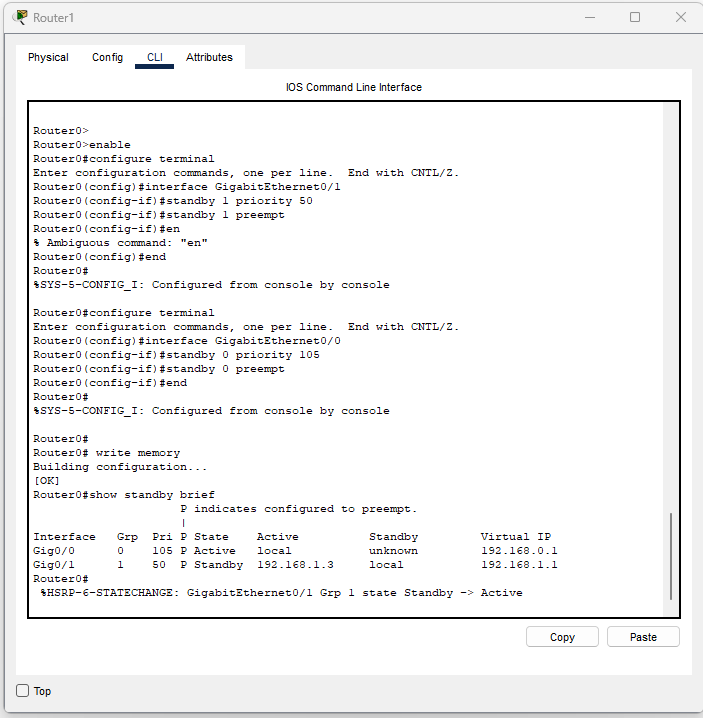 Router1
Physical Config CLI Attributes
IOS Command Line Interface
Router0>
Router0>enable
Router0#configure terminal
Enter configuration commands, one per line.  End with CNTL/Z.
Router0(config)#interface GigabitEthernet0/1
Router0(config-if)#standby 1 priority 50
Router0(config-if)#standby 1 preempt
Router0(config-if)#en
% Ambiguous command: "en"
Router0(config)#end
Router0#
%SYS-5-CONFIG_I: Configured from console by console
Router0#configure terminal
Enter configuration commands, one per line.  End with CNTL/Z.
Router0(config)#interface GigabitEthernet0/0
Router0(config-if)#standby 0 priority 105
Router0(config-if)#standby 0 preempt
Router0(config-if)#end
Router0#
%SYS-5-CONFIG_I: Configured from console by console
Router0#
Router0# write memory
Building configuration...
[OK]
Router0#show standby brief
                     P indicates configured to preempt.
                     |
Interface   Grp  Pri P State    Active          Standby         Virtual IP
Gig0/0      0    105 P Active   local           unknown         192.168.0.1
Gig0/1      1    50  P Standby  192.168.1.3     local           192.168.1.1
Router0#
 %HSRP-6-STATECHANGE: GigabitEthernet0/1 Grp 1 state Standby -> Active
Copy Paste
Top